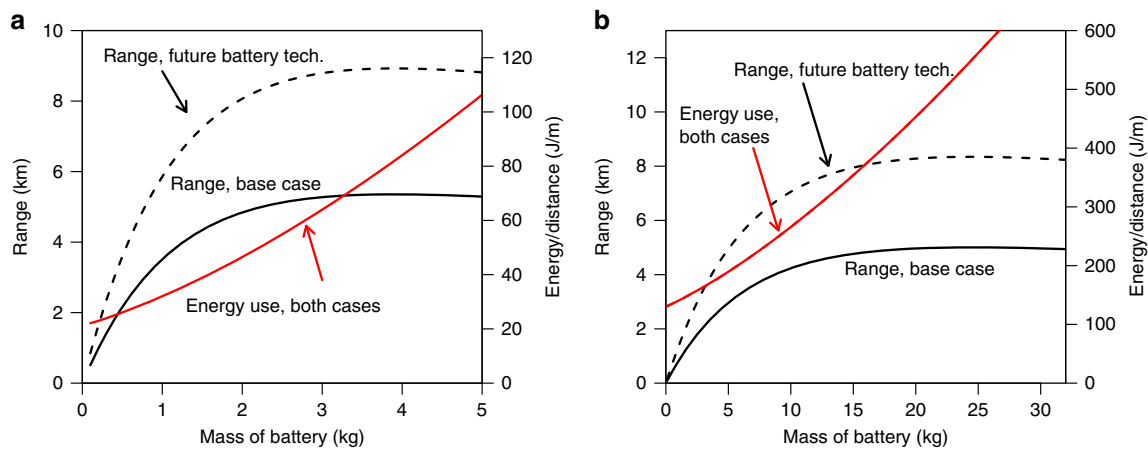 a
Range (km)
10
8
6
4
2
0
Range, future battery tech.
Range, base case
Energy use, both cases
120
100
80
60
40
20
0
Energy/distance (J/m)
0 1 2 3 4 5
Mass of battery (kg)
b
Range (km)
12
10
8
6
4
2
0
Range, future battery tech.
Energy use,
both cases
Range, base case
600
500
400
300
200
100
0
Energy/distance (J/m)
0 5 10 15 20 25 30
Mass of battery (kg)